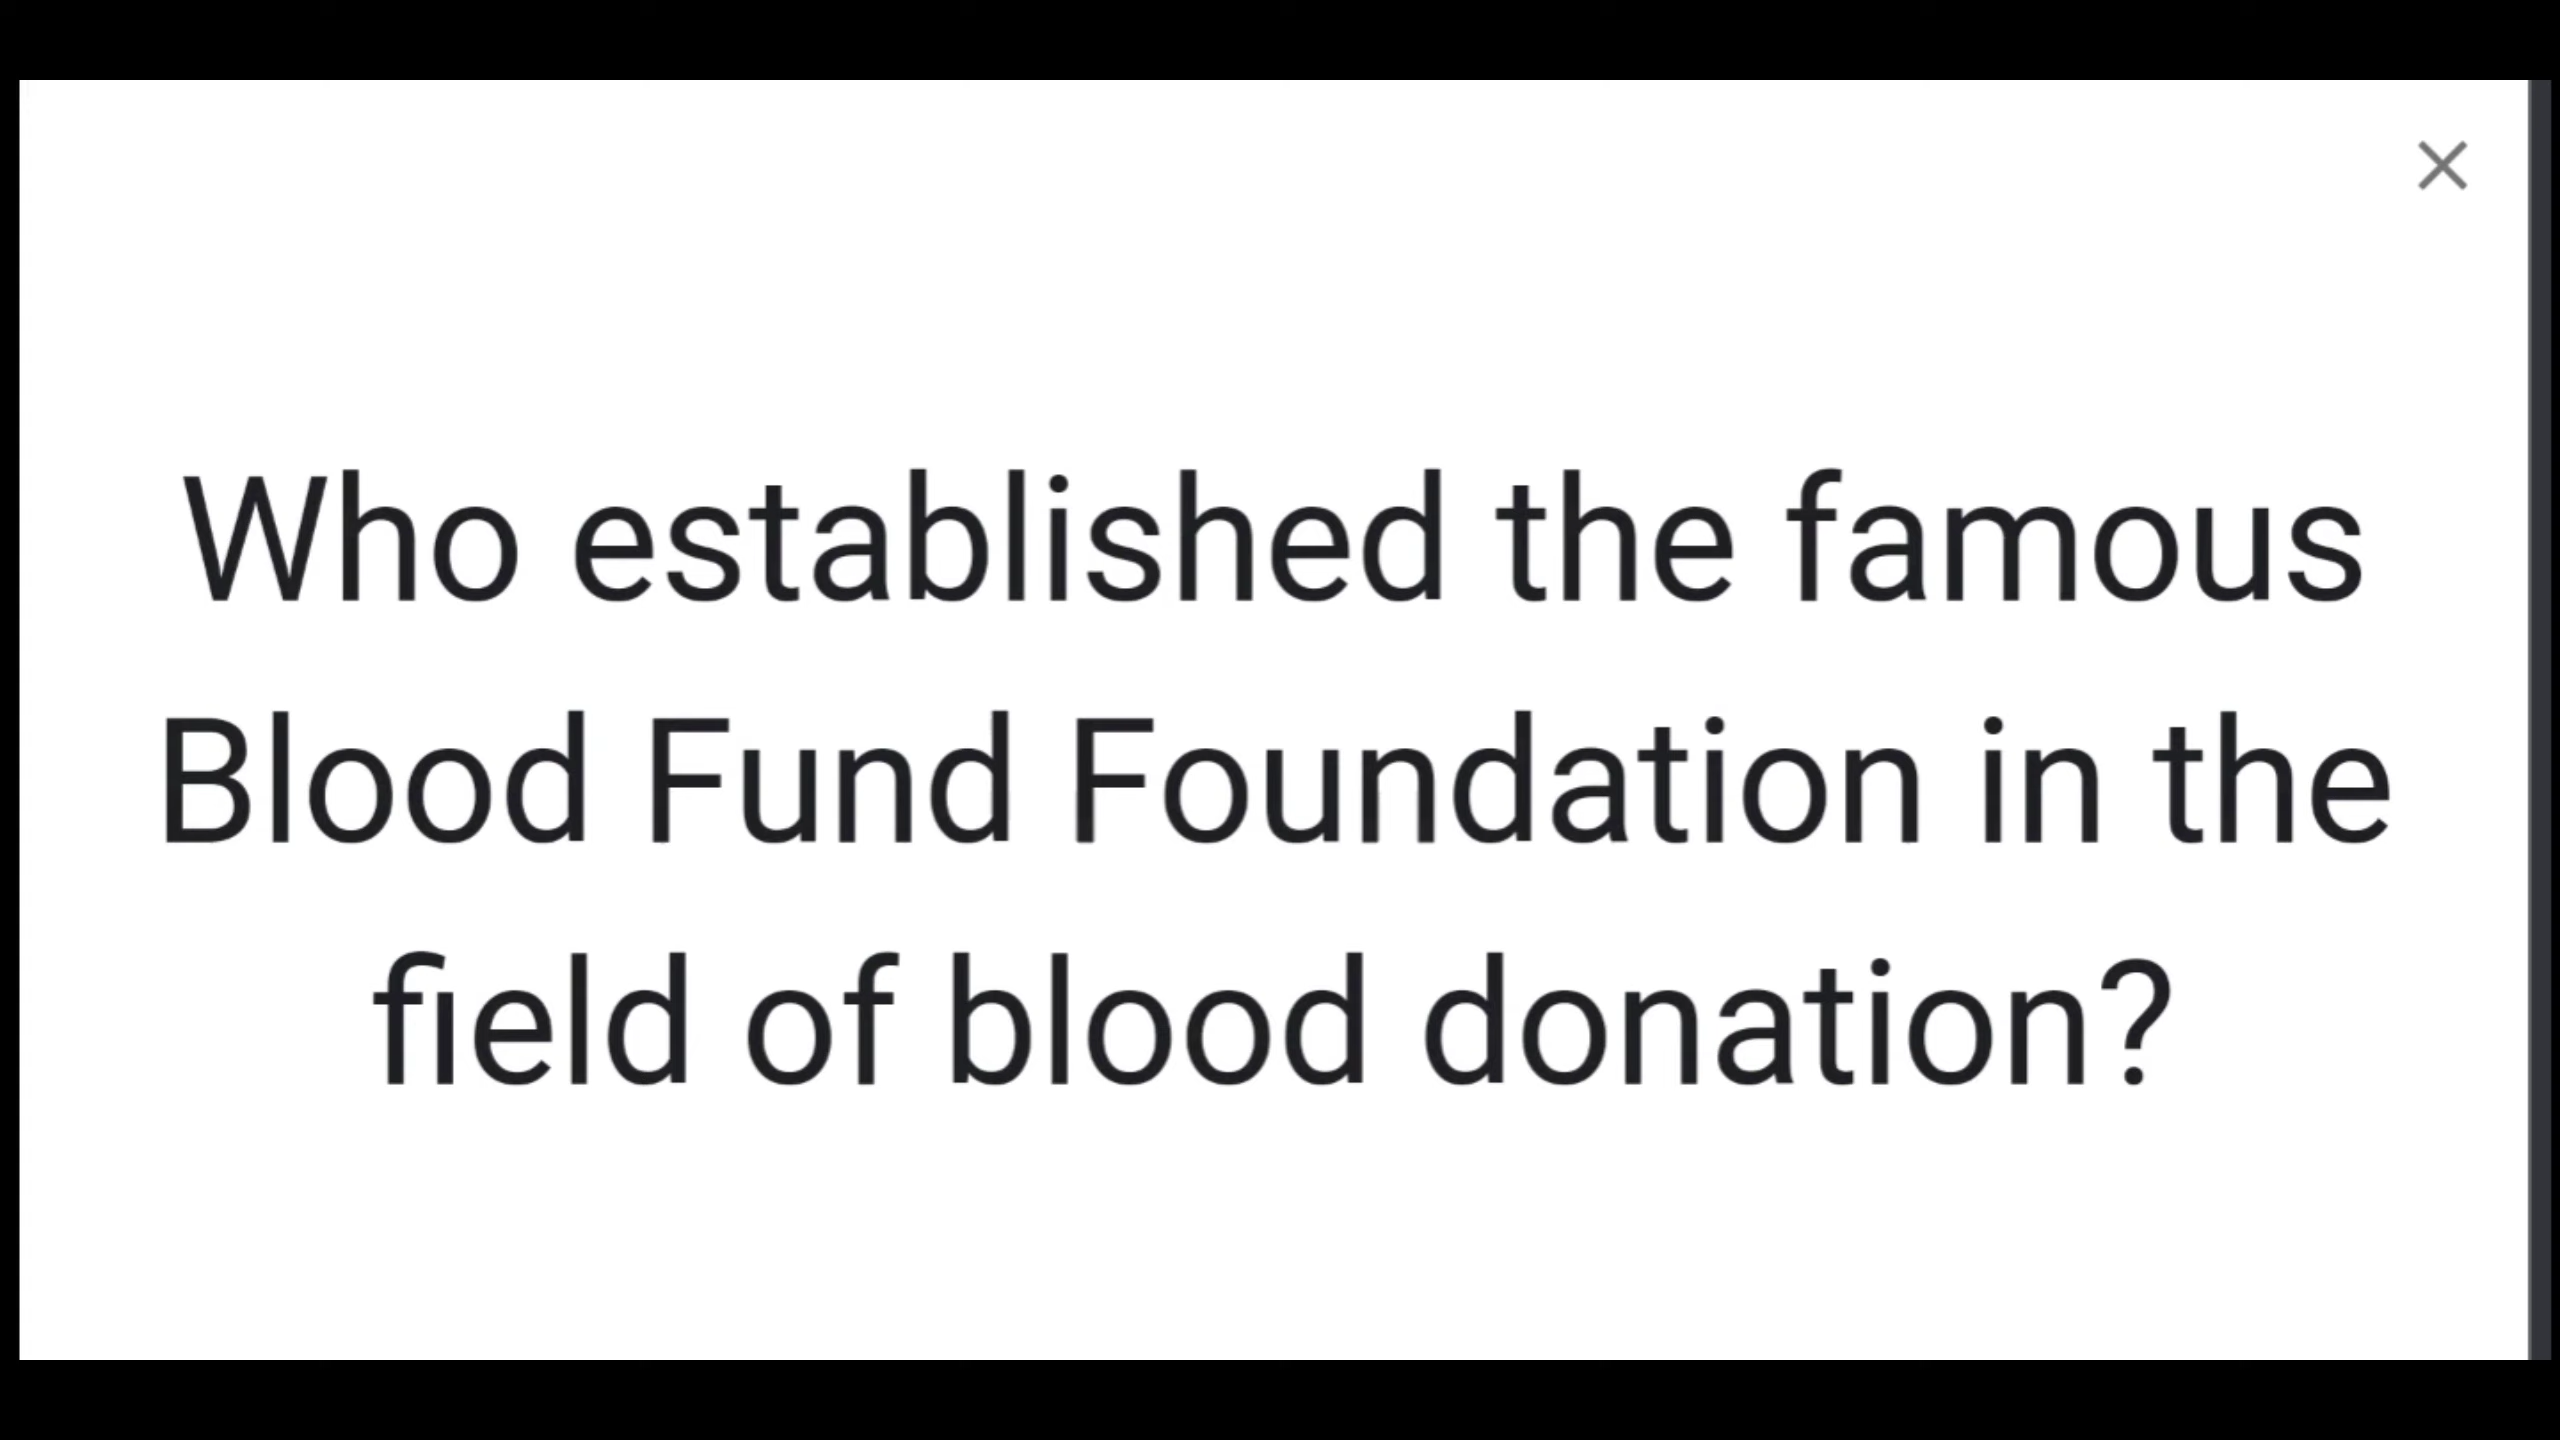 Who established the famous
Blood Fund Foundation in the
field of blood donation?